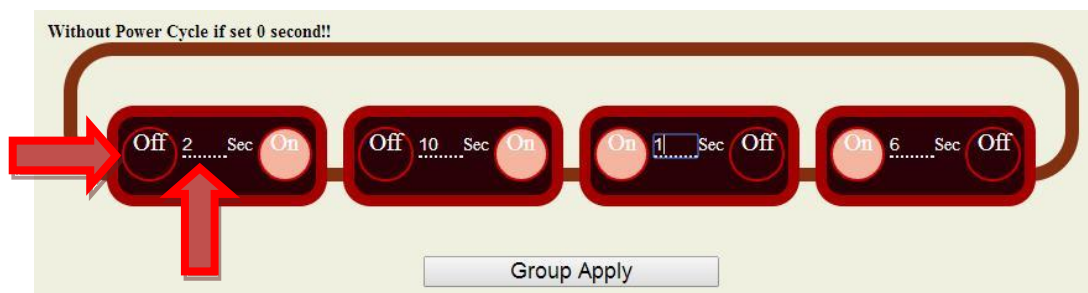 Without Power Cycle if set 0 second!!
Off 2 Sec On Off 10 Sec On On 1 Sec Off On 6 Sec Off
Group Apply